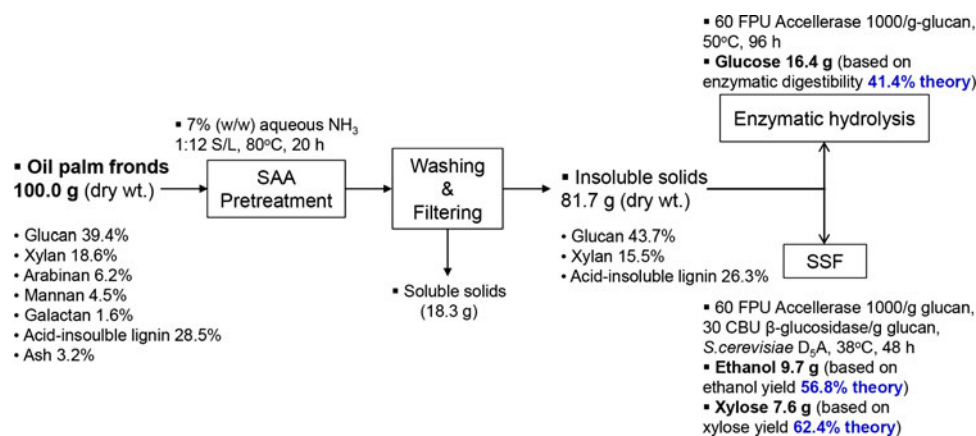 ▪ 60 FPU Accellerase 1000/g-glucan,
50°C, 96 h
▪ Glucose 16.4 g (based on
enzymatic digestibility 41.4% theory)
Enzymatic hydrolysis
▪ 7% (w/w) aqueous NH₃
1:12 S/L, 80°C, 20 h
▪ Oil palm fronds
100.0 g (dry wt.)
SAA
Pretreatment
Washing
&
Filtering
▪ Insoluble solids
81.7 g (dry wt.)
• Glucan 39.4%
• Xylan 18.6%
• Arabinan 6.2%
• Mannan 4.5%
• Galactan 1.6%
• Acid-insoulble lignin 28.5%
• Ash 3.2%
▪ Soluble solids
(18.3 g)
• Glucan 43.7%
• Xylan 15.5%
• Acid-insoluble lignin 26.3%
SSF
▪ 60 FPU Accellerase 1000/g glucan,
30 CBU β-glucosidase/g glucan,
S.cerevisiae D₅A, 38°C, 48 h
▪ Ethanol 9.7 g (based on
ethanol yield 56.8% theory)
▪ Xylose 7.6 g (based on
xylose yield 62.4% theory)